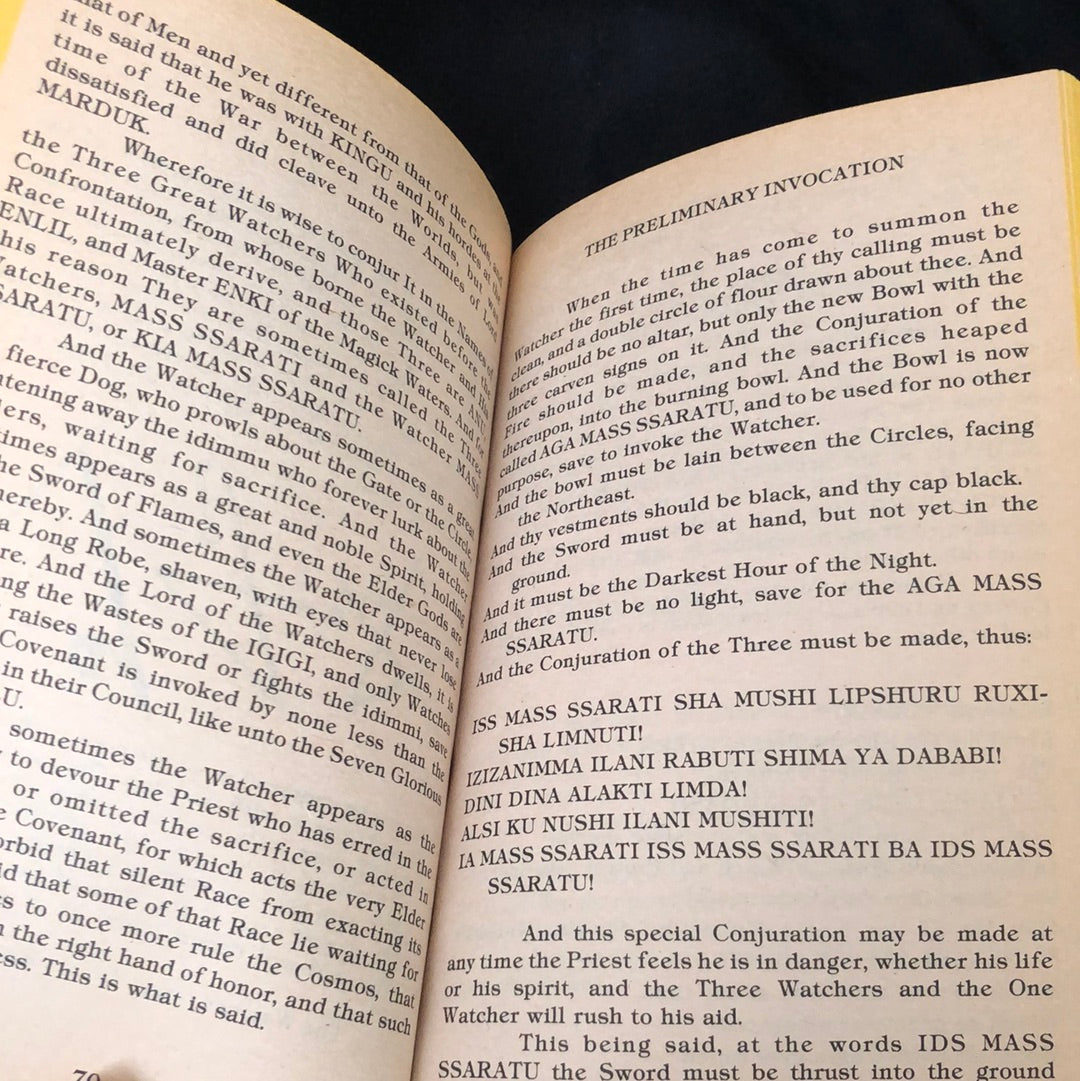 that of Men and yet different from that of the Gods, and
it is said that he was with KINGU and his hordes at the
time of the War between the Worlds, but was
dissatisfied and did cleave unto the Armies of Lord
MARDUK.
Wherefore it is wise to conjur It in the Names of
the Three Great Watchers Who existed before the
Confrontation, from whose borne the Watcher and His
Race ultimately derive, and those Three are ANU,
ENLIL, and Master ENKI of the Magick Waters. And for
this reason They are sometimes called the Three
Watchers, MASS SSARATI and the Watcher MASS
SSARATU, or KIA MASS SSARATU.
And the Watcher appears sometimes as a great
fierce Dog, who prowls about the Gate or the Circle,
away the idimmu who forever lurk about the
waiting for sacrifice. And the Watcher
appears as a great and noble Spirit, holding
the Sword of Flames, and even the Elder Gods are
thereby. And sometimes the Watcher appears as a
a Long Robe, shaven, with eyes that never lose
And the Lord of the Watchers dwells, it is
the Wastes of the IGIGI, and only Watches
raises the Sword or fights the idimmi, save
Covenant is invoked by none less than the
in their Council, like unto the Seven Glorious
sometimes the Watcher appears as the
to devour the Priest who has erred in the
or omitted the sacrifice, or acted in
Covenant, for which acts the very Elder
that silent Race from exacting its
that some of that Race lie waiting for
to once more rule the Cosmos, that
the right hand of honor, and that such
This is what is said.
70
THE PRELIMINARY INVOCATION
When the time has come to summon the
Watcher the first time, the place of thy calling must be
clean, and a double circle of flour drawn about thee. And
there should be no altar, but only the new Bowl with the
three carven signs on it. And the Conjuration of the
Fire should be made, and the sacrifices heaped
thereupon, into the burning bowl. And the Bowl is now
called AGA MASS SSARATU, and to be used for no other
purpose, save to invoke the Watcher.
And the bowl must be lain between the Circles, facing
the Northeast.
And thy vestments should be black, and thy cap black.
And the Sword must be at hand, but not yet in the
ground.
And it must be the Darkest Hour of the Night.
And there must be no light, save for the AGA MASS
SSARATU.
And the Conjuration of the Three must be made, thus:
ISS MASS SSARATI SHA MUSHI LIPSHURU RUXI-
SHA LIMNUTI!
IZIZANIMMA ILANI RABUTI SHIMA YA DABABI!
DINI DINA ALAKTI LIMDA!
ALSI KU NUSHI ILANI MUSHITI!
IA MASS SSARATI ISS MASS SSARATI BA IDS MASS
SSARATU!
And this special Conjuration may be made at
any time the Priest feels he is in danger, whether his life
or his spirit, and the Three Watchers and the One
Watcher will rush to his aid.
This being said, at the words IDS MASS
SSARATU the Sword must be thrust into the ground